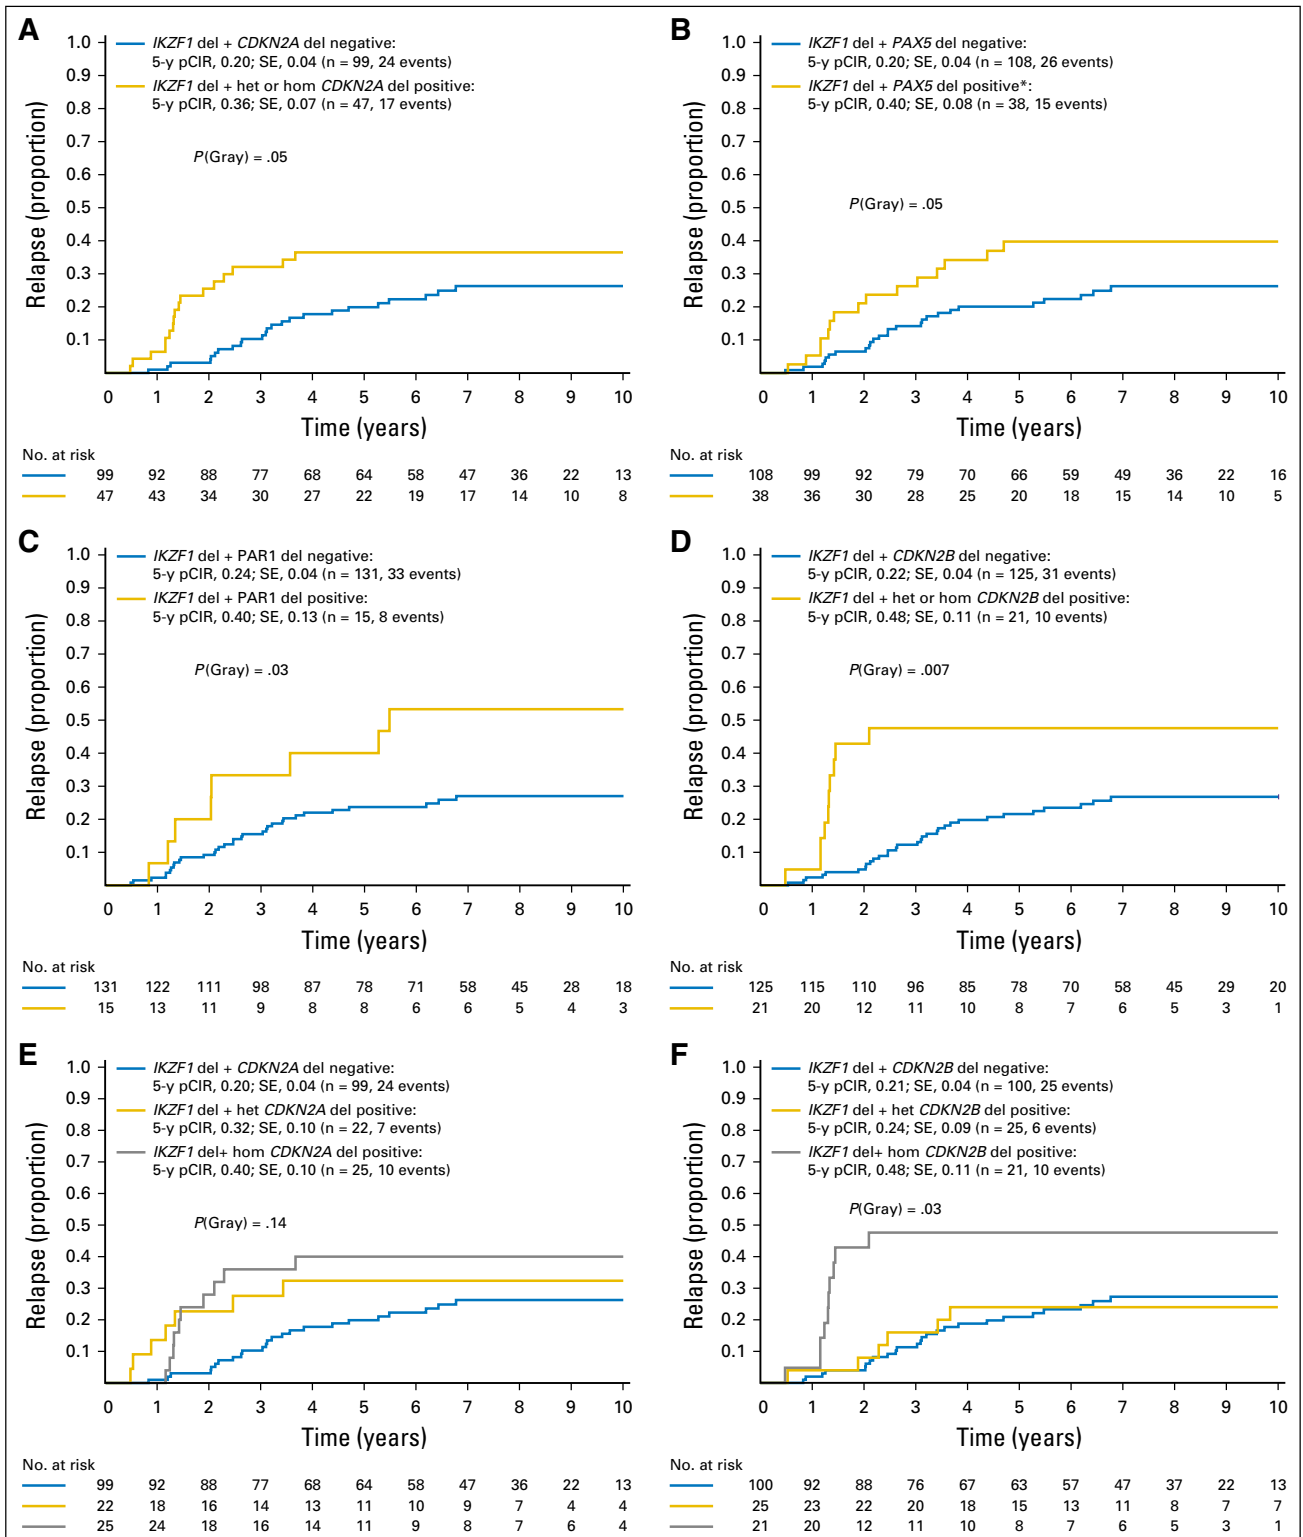 A
IKZF1 del + CDKN2A del negative:
5-y pCIR, 0.20; SE, 0.04 (n = 99, 24 events)
IKZF1 del + het or hom CDKN2A del positive:
5-y pCIR, 0.36; SE, 0.07 (n = 47, 17 events)
P(Gray) = .05
Relapse (proportion)
1.0
0.9
0.8
0.7
0.6
0.5
0.4
0.3
0.2
0.1
0 1 2 3 4 5 6 7 8 9 10
Time (years)
No. at risk
99 92 88 77 68 64 58 47 36 22 13
47 43 34 30 27 22 19 17 14 10 8
B
IKZF1 del + PAX5 del negative:
5-y pCIR, 0.20; SE, 0.04 (n = 108, 26 events)
IKZF1 del + PAX5 del positive*:
5-y pCIR, 0.40; SE, 0.08 (n = 38, 15 events)
P(Gray) = .05
Relapse (proportion)
1.0
0.9
0.8
0.7
0.6
0.5
0.4
0.3
0.2
0.1
0 1 2 3 4 5 6 7 8 9 10
Time (years)
No. at risk
108 99 92 79 70 66 59 49 36 22 16
38 36 30 28 25 20 18 15 14 10 5
C
IKZF1 del + PAR1 del negative:
5-y pCIR, 0.24; SE, 0.04 (n = 131, 33 events)
IKZF1 del + PAR1 del positive:
5-y pCIR, 0.40; SE, 0.13 (n = 15, 8 events)
P(Gray) = .03
Relapse (proportion)
1.0
0.9
0.8
0.7
0.6
0.5
0.4
0.3
0.2
0.1
0 1 2 3 4 5 6 7 8 9 10
Time (years)
No. at risk
131 122 111 98 87 78 71 58 45 28 18
15 13 11 9 8 8 6 6 5 4 3
D
IKZF1 del + CDKN2B del negative:
5-y pCIR, 0.22; SE, 0.04 (n = 125, 31 events)
IKZF1 del + het or hom CDKN2B del positive:
5-y pCIR, 0.48; SE, 0.11 (n = 21, 10 events)
P(Gray) = .007
Relapse (proportion)
1.0
0.9
0.8
0.7
0.6
0.5
0.4
0.3
0.2
0.1
0 1 2 3 4 5 6 7 8 9 10
Time (years)
No. at risk
125 115 110 96 85 78 70 58 45 29 20
21 20 12 11 10 8 7 6 5 3 1
E
IKZF1 del + CDKN2A del negative:
5-y pCIR, 0.20; SE, 0.04 (n = 99, 24 events)
IKZF1 del + het CDKN2A del positive:
5-y pCIR, 0.32; SE, 0.10 (n = 22, 7 events)
IKZF1 del+ hom CDKN2A del positive:
5-y pCIR, 0.40; SE, 0.10 (n = 25, 10 events)
P(Gray) = .14
Relapse (proportion)
1.0
0.9
0.8
0.7
0.6
0.5
0.4
0.3
0.2
0.1
0 1 2 3 4 5 6 7 8 9 10
Time (years)
No. at risk
99 92 88 77 68 64 58 47 36 22 13
22 18 16 14 13 11 10 9 7 4 4
25 24 18 16 14 11 9 8 7 6 4
F
IKZF1 del + CDKN2B del negative:
5-y pCIR, 0.21; SE, 0.04 (n = 100, 25 events)
IKZF1 del + het CDKN2B del positive:
5-y pCIR, 0.24; SE, 0.09 (n = 25, 6 events)
IKZF1 del+ hom CDKN2B del positive:
5-y pCIR, 0.48; SE, 0.11 (n = 21, 10 events)
P(Gray) = .03
Relapse (proportion)
1.0
0.9
0.8
0.7
0.6
0.5
0.4
0.3
0.2
0.1
0 1 2 3 4 5 6 7 8 9 10
Time (years)
No. at risk
100 92 88 76 67 63 57 47 37 22 13
25 23 22 20 18 15 13 11 8 7 7
21 20 12 11 10 8 7 6 5 3 1